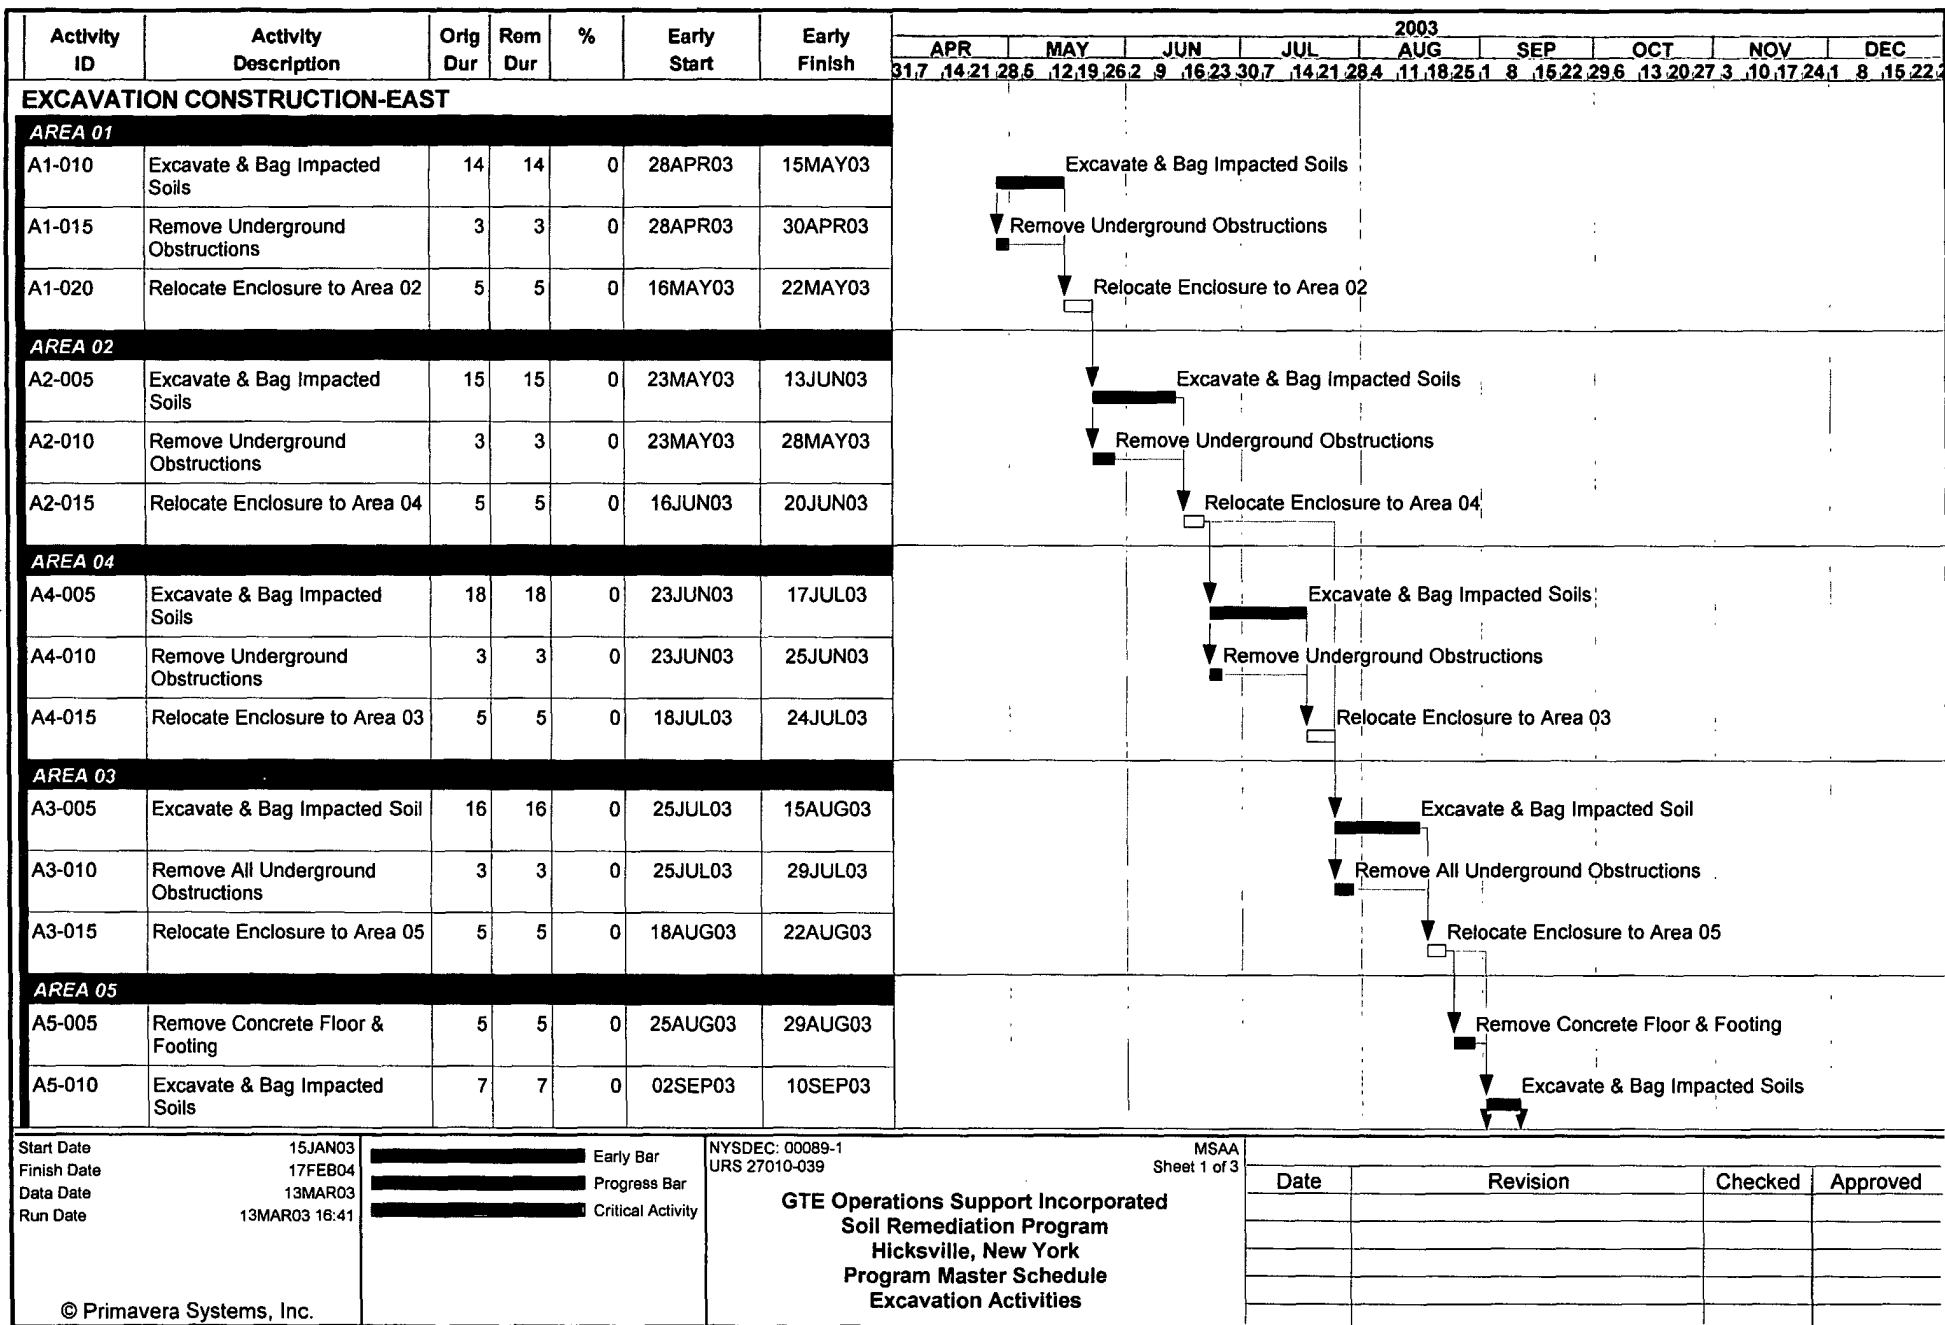 Activity ID Activity Description Orig Dur Rem Dur % Early Start Early Finish
2003
APR MAY JUN JUL AUG SEP OCT NOV DEC
31 7 14 21 28 5 12 19 26 2 9 16 23 30 7 14 21 28 4 11 18 25 1 8 15 22 29 6 13 20 27 3 10 17 24 1 8 15 22
EXCAVATION CONSTRUCTION-EAST
AREA 01
A1-010 Excavate & Bag Impacted Soils 14 14 0 28APR03 15MAY03 Excavate & Bag Impacted Soils
A1-015 Remove Underground Obstructions 3 3 0 28APR03 30APR03 Remove Underground Obstructions
A1-020 Relocate Enclosure to Area 02 5 5 0 16MAY03 22MAY03 Relocate Enclosure to Area 02
AREA 02
A2-005 Excavate & Bag Impacted Soils 15 15 0 23MAY03 13JUN03 Excavate & Bag Impacted Soils
A2-010 Remove Underground Obstructions 3 3 0 23MAY03 28MAY03 Remove Underground Obstructions
A2-015 Relocate Enclosure to Area 04 5 5 0 16JUN03 20JUN03 Relocate Enclosure to Area 04
AREA 04
A4-005 Excavate & Bag Impacted Soils 18 18 0 23JUN03 17JUL03 Excavate & Bag Impacted Soils
A4-010 Remove Underground Obstructions 3 3 0 23JUN03 25JUN03 Remove Underground Obstructions
A4-015 Relocate Enclosure to Area 03 5 5 0 18JUL03 24JUL03 Relocate Enclosure to Area 03
AREA 03
A3-005 Excavate & Bag Impacted Soil 16 16 0 25JUL03 15AUG03 Excavate & Bag Impacted Soil
A3-010 Remove All Underground Obstructions 3 3 0 25JUL03 29JUL03 Remove All Underground Obstructions
A3-015 Relocate Enclosure to Area 05 5 5 0 18AUG03 22AUG03 Relocate Enclosure to Area 05
AREA 05
A5-005 Remove Concrete Floor & Footing 5 5 0 25AUG03 29AUG03 Remove Concrete Floor & Footing
A5-010 Excavate & Bag Impacted Soils 7 7 0 02SEP03 10SEP03 Excavate & Bag Impacted Soils
Start Date 15JAN03
Finish Date 17FEB04
Data Date 13MAR03
Run Date 13MAR03 16:41
© Primavera Systems, Inc.
Early Bar
Progress Bar
Critical Activity
NYSDEC: 00089-1 MSAA
URS 27010-039 Sheet 1 of 3
GTE Operations Support Incorporated
Soil Remediation Program
Hicksville, New York
Program Master Schedule
Excavation Activities
Date Revision Checked Approved